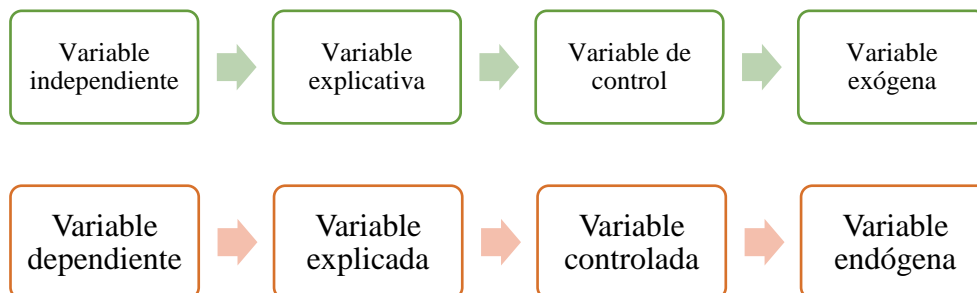 Variable
independiente
Variable
explicativa
Variable de
control
Variable
exógena
Variable
dependiente
Variable
explicada
Variable
controlada
Variable
endógena